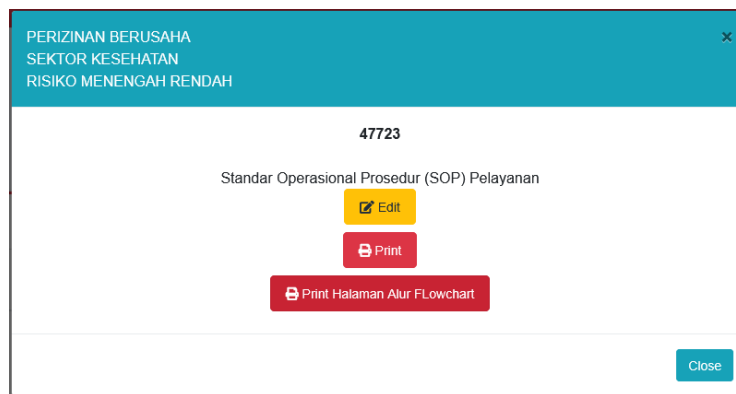 PERIZINAN BERUSAHA
SEKTOR KESEHATAN
RISIKO MENENGAH RENDAH
×
47723
Standar Operasional Prosedur (SOP) Pelayanan
Edit
Print
Print Halaman Alur FLowchart
Close